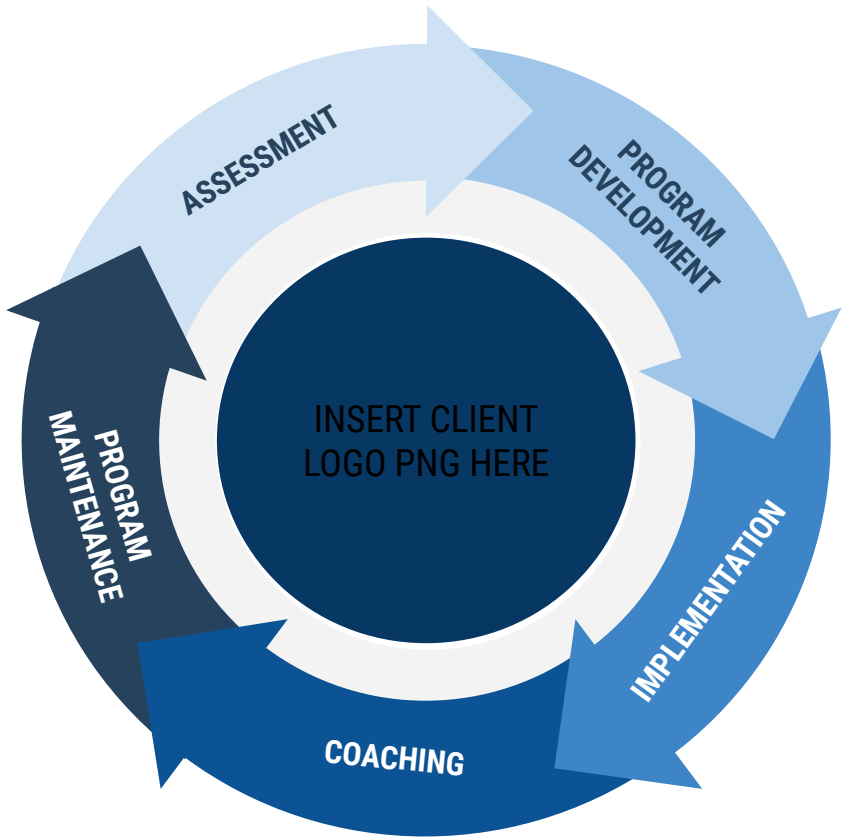 ASSESSMENT
PROGRAM
DEVELOPMENT
IMPLEMENTATION
COACHING
PROGRAM
MAINTENANCE
INSERT CLIENT
LOGO PNG HERE